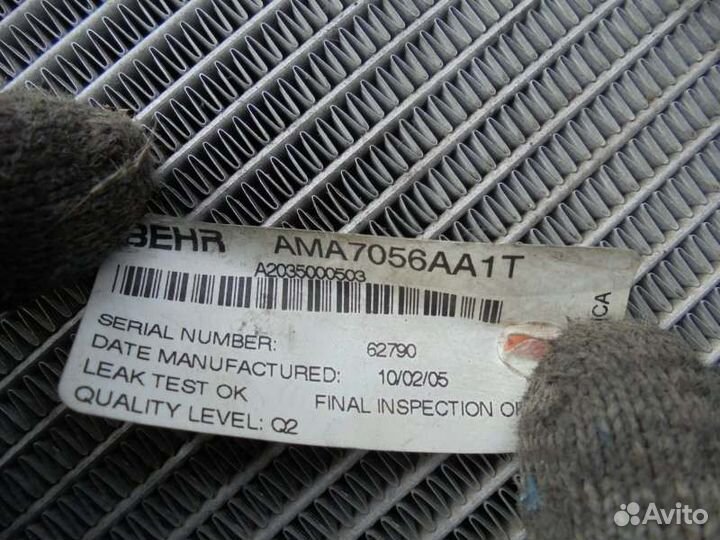 BEHR AMA7056AA1T
A2035000503
SERIAL NUMBER: 62790
DATE MANUFACTURED: 10/02/05
LEAK TEST OK FINAL INSPECTION
QUALITY LEVEL: Q2
Avito